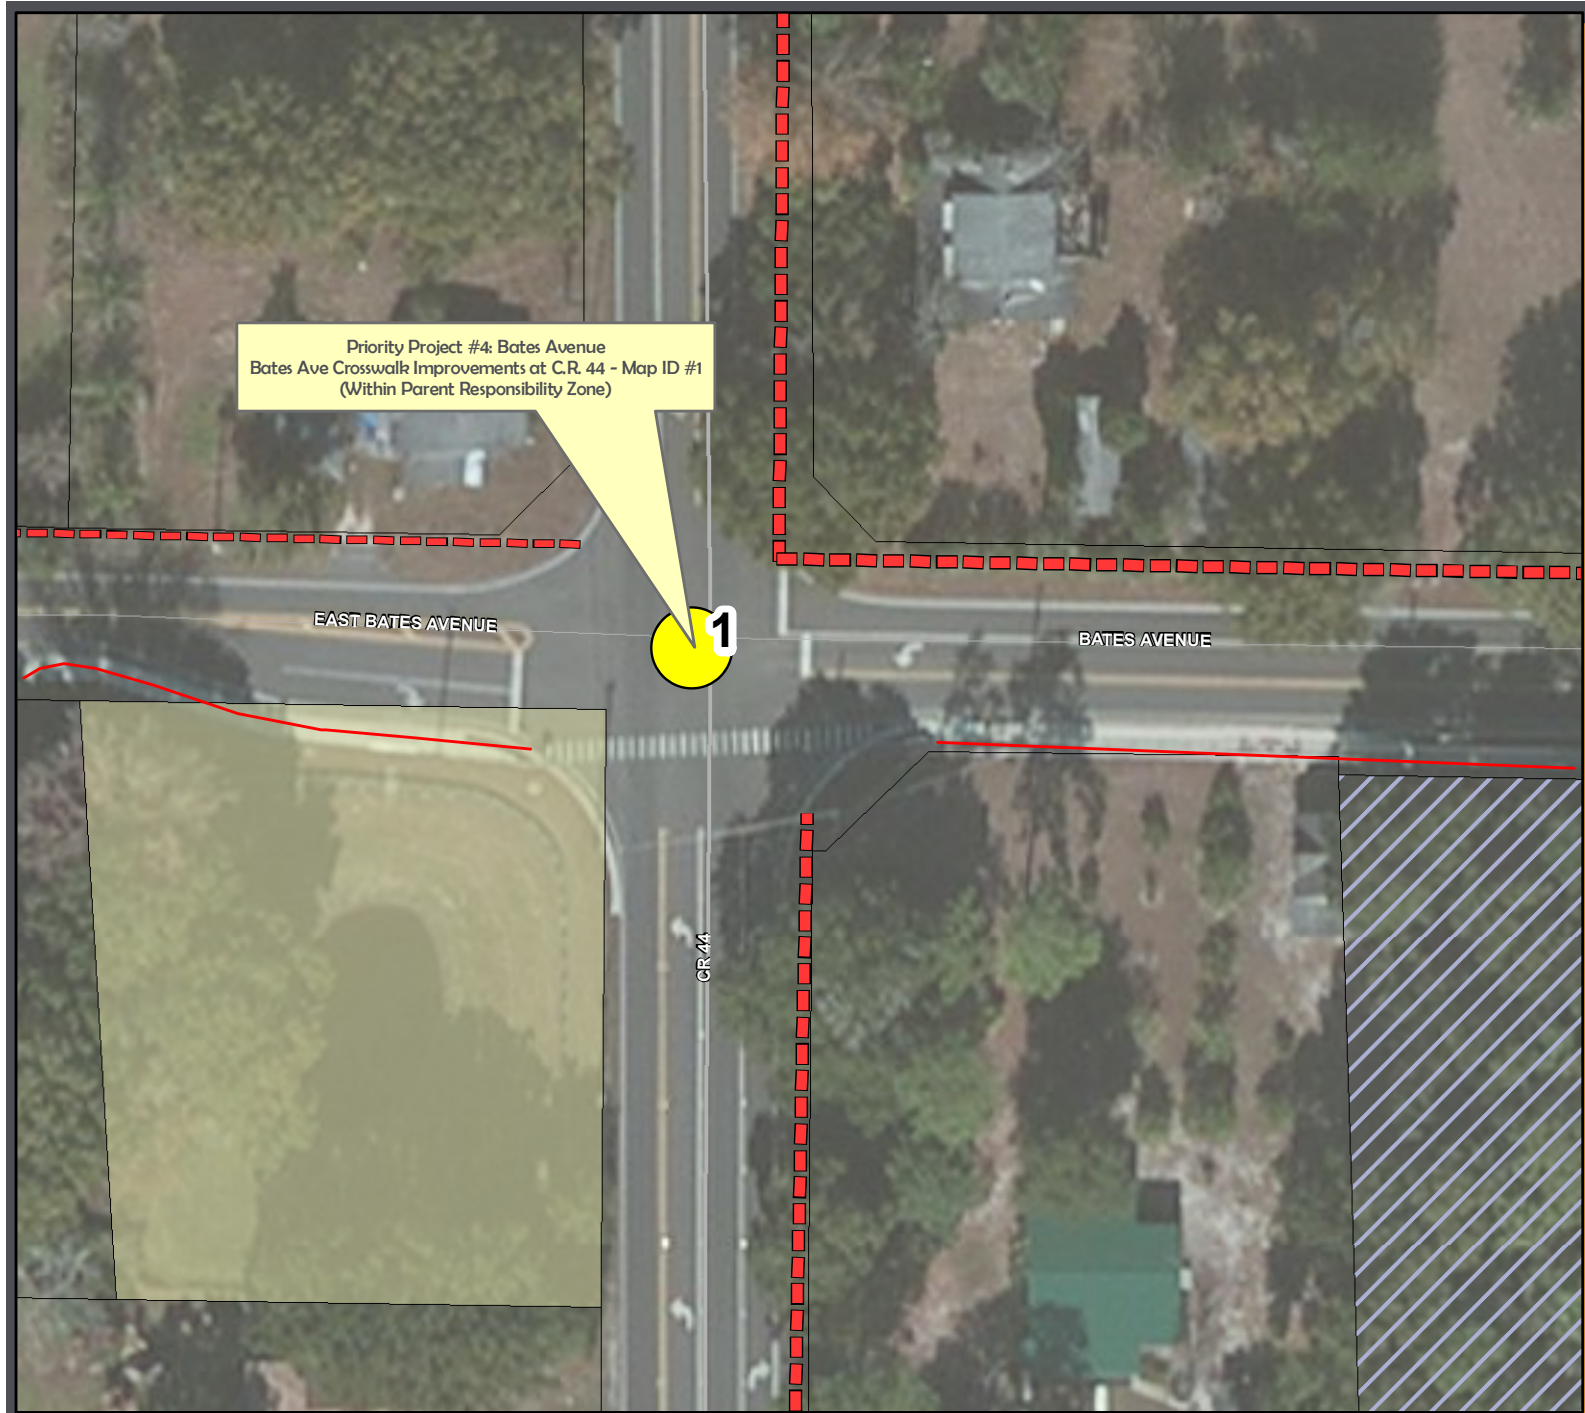 Priority Project #4: Bates Avenue
Bates Ave Crosswalk Improvements at C.R. 44 - Map ID #1
(Within Parent Responsibility Zone)
1
EAST BATES AVENUE
BATES AVENUE
CR 44